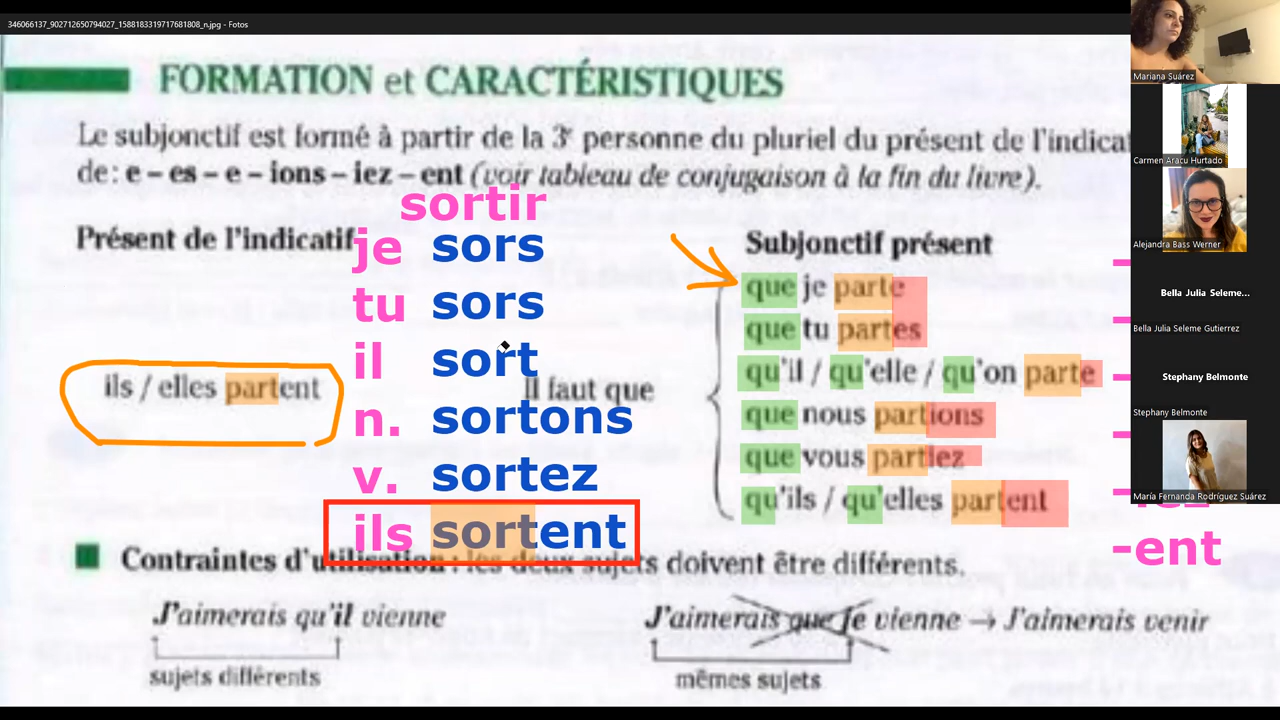 346066137_902712650794027_1588183319717681808_n.jpg - Fotos
FORMATION et CARACTÉRISTIQUES
Le subjonctif est formé à partir de la 3e personne du pluriel du présent de l'indicat
de : e – es – e – ions – iez – ent (voir tableau de conjugaison à la fin du livre).
sortir
Présent de l'indicatif
je sors
tu sors
il sort
n. sortons
v. sortez
ils sortent
ils / elles partent
Il faut que
Subjonctif présent
que je parte
que tu partes
qu'il / qu'elle / qu'on parte
que nous partions
que vous partiez
qu'ils / qu'elles partent
-ent
Contraintes d'utilisation : les deux sujets doivent être différents.
J'aimerais qu'il vienne
J'aimerais que je vienne → J'aimerais venir
sujets différents
mêmes sujets
Mariana Suárez
Carmen Aracu Hurtado
Alejandra Bass Werner
Bella Julia Seleme...
Bella Julia Seleme Gutierrez
Stephany Belmonte
Stephany Belmonte
María Fernanda Rodríguez Suárez